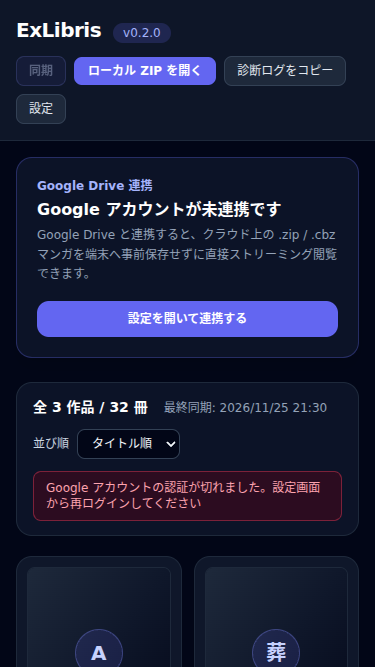 ExLibris v0.2.0
同期 ローカル ZIP を開く 診断ログをコピー
設定
Google Drive 連携
Google アカウントが未連携です
Google Drive と連携すると、クラウド上の .zip / .cbz
マンガを端末へ事前保存せずに直接ストリーミング閲覧
できます。
設定を開いて連携する
全 3 作品 / 32 冊 最終同期: 2026/11/25 21:30
並び順 タイトル順
Google アカウントの認証が切れました。設定画面
から再ログインしてください
A 葬